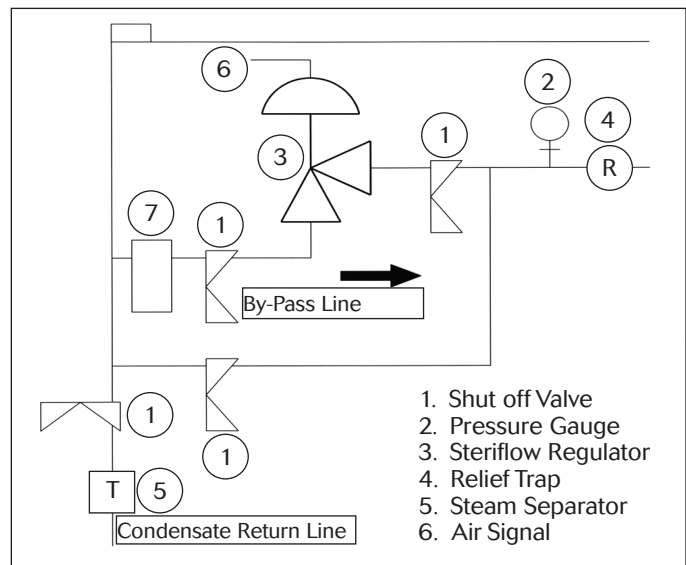 6
2
4
1
3
R
7
1
By-Pass Line
1
T
5
1
Condensate Return Line
1. Shut off Valve
2. Pressure Gauge
3. Steriflow Regulator
4. Relief Trap
5. Steam Separator
6. Air Signal